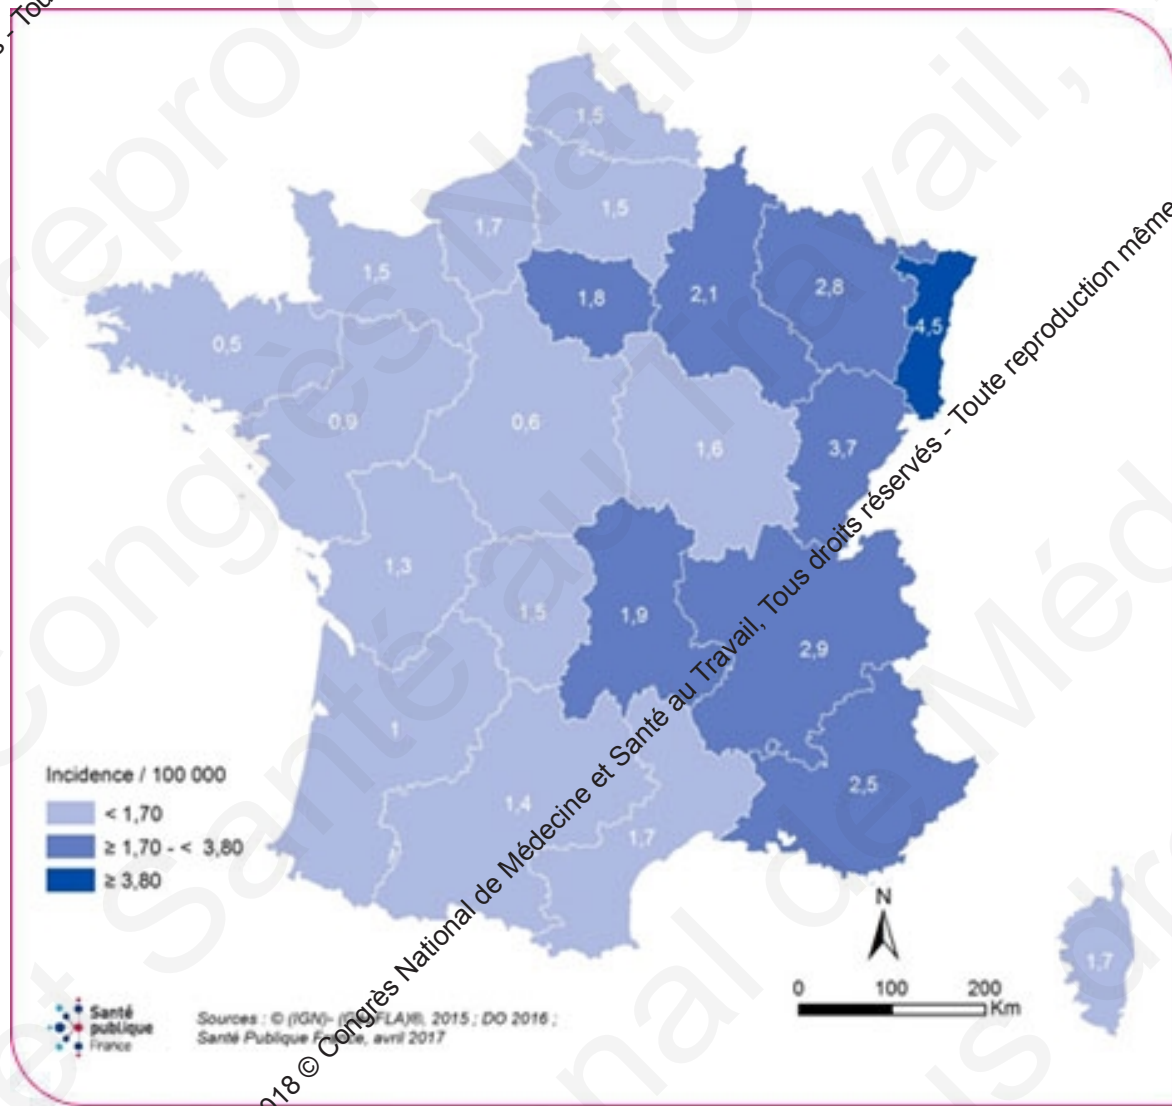 1,5
1,5
1,7
1,5
1,8
2,1
2,8
4,5
0,5
0,9
0,6
1,6
3,7
1,3
1,5
1,9
2,9
1
1,4
1,7
2,5
1,7
Incidence / 100 000
< 1,70
≥ 1,70 - < 3,80
≥ 3,80
N
0 100 200
Km
Santé
publique
France
Sources : © (IGN)- ( FLA)®, 2015 ; DO 2016 ;
Santé Publique France, avril 2017
018 © Congrès National de Médecine et Santé au Travail, Tous droits réservés - Toute reproduction même